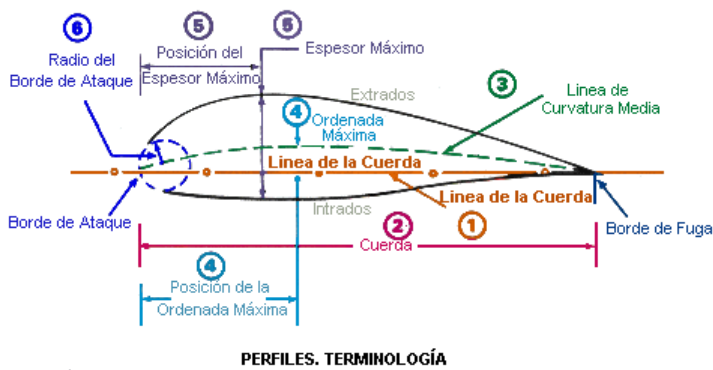 6
Radio del
Borde de Ataque
5
Posición del
Espesor Máximo
5
Espesor Máximo
3
Linea de
Curvatura Media
Extrados
4
Ordenada
Máxima
Linea de la Cuerda
Linea de la Cuerda
Borde de Ataque
Intrados
1
Borde de Fuga
2
Cuerda
4
Posición de la
Ordenada Máxima
PERFILES. TERMINOLOGÍA